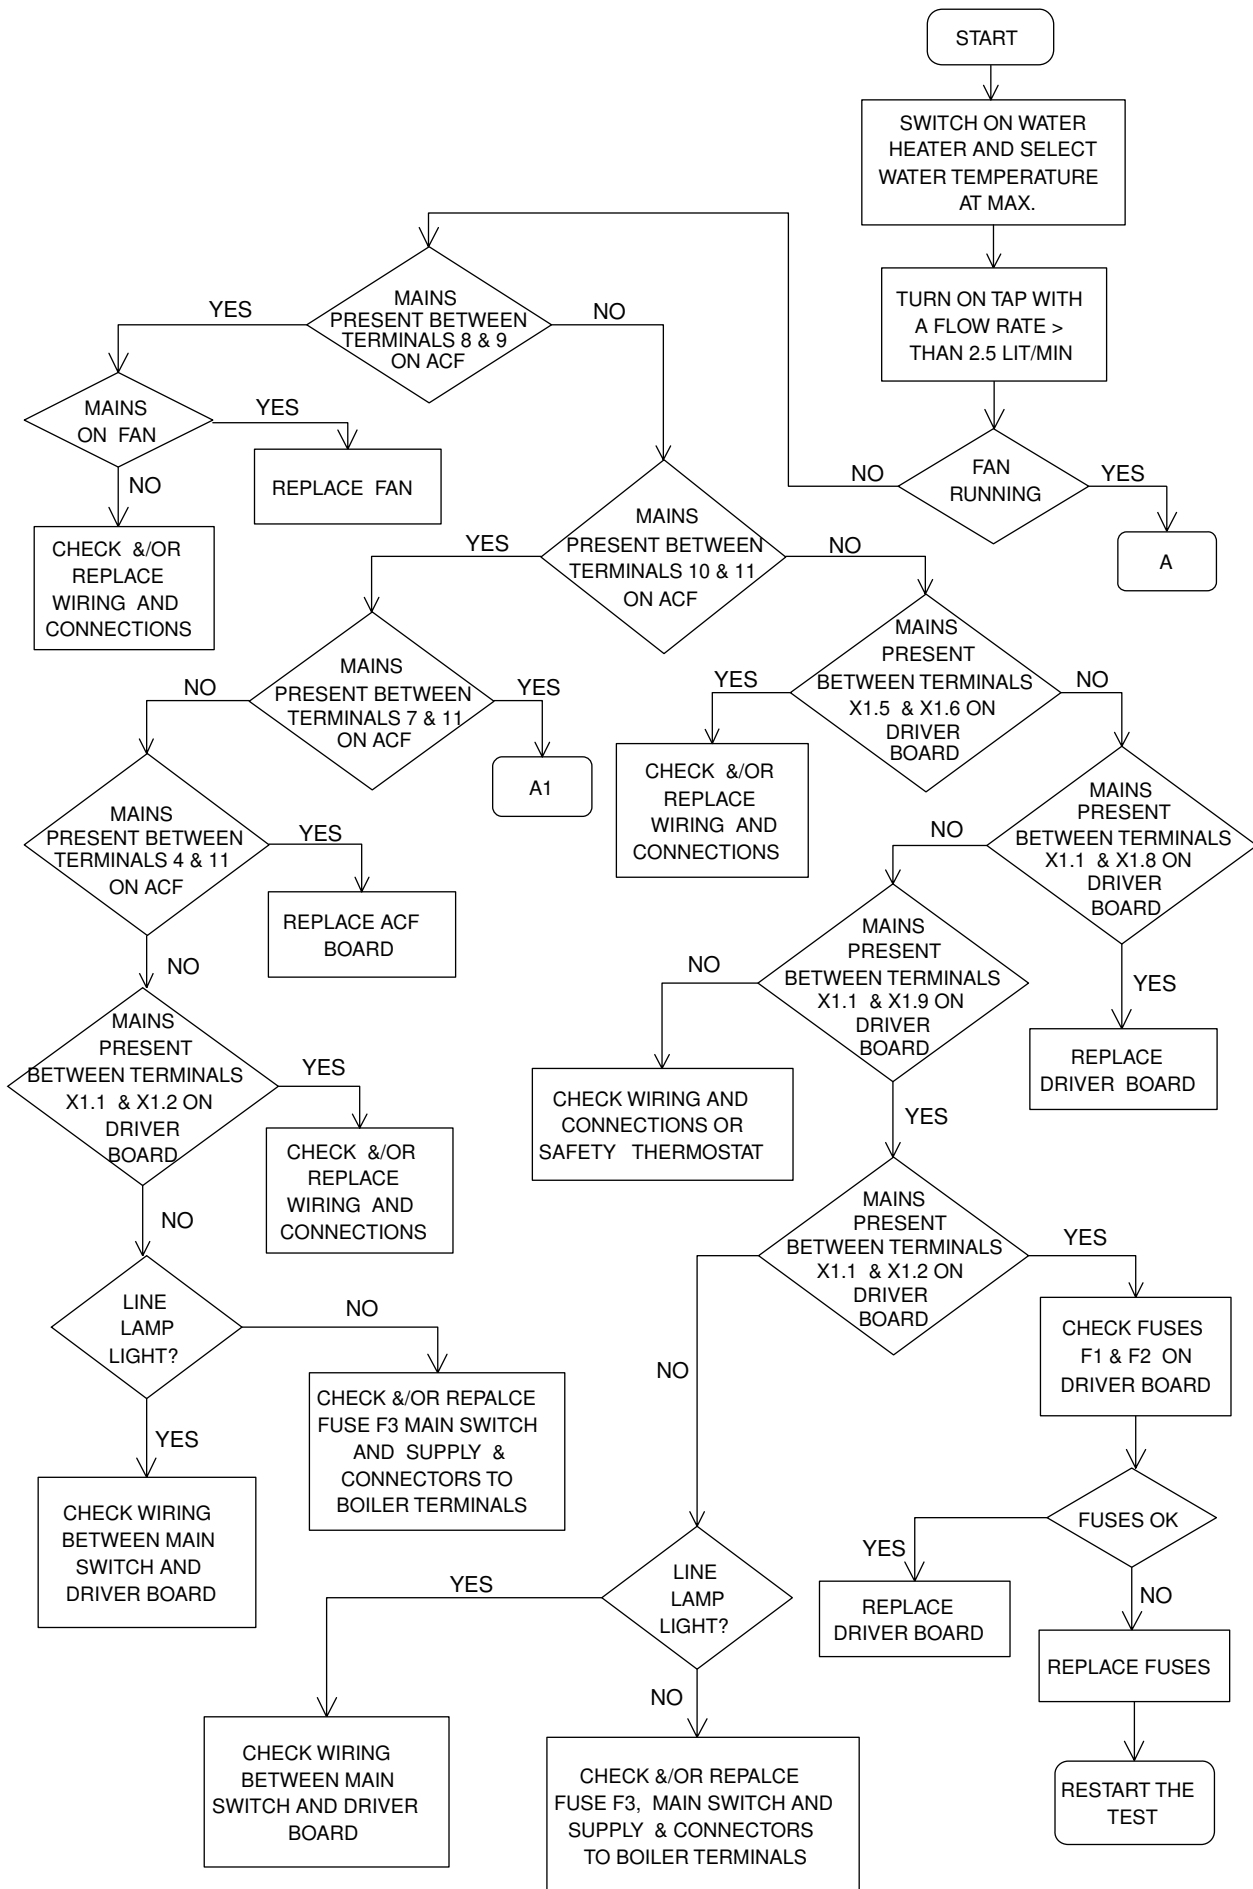 START
SWITCH ON WATER
HEATER AND SELECT
WATER TEMPERATURE
AT MAX.
TURN ON TAP WITH
A FLOW RATE >
THAN 2.5 LIT/MIN
FAN
RUNNING
NO
YES
A
MAINS
PRESENT BETWEEN
TERMINALS 8 & 9
ON ACF
YES
NO
MAINS
ON FAN
YES
REPLACE FAN
NO
CHECK &/OR
REPLACE
WIRING AND
CONNECTIONS
MAINS
PRESENT BETWEEN
TERMINALS 10 & 11
ON ACF
YES
NO
MAINS
PRESENT BETWEEN
TERMINALS 7 & 11
ON ACF
NO
YES
A1
MAINS
PRESENT
BETWEEN TERMINALS
X1.5 & X1.6 ON
DRIVER
BOARD
YES
NO
CHECK &/OR
REPLACE
WIRING AND
CONNECTIONS
MAINS
PRESENT
BETWEEN TERMINALS
X1.1 & X1.8 ON
DRIVER
BOARD
NO
YES
REPLACE
DRIVER BOARD
MAINS
PRESENT BETWEEN
TERMINALS 4 & 11
ON ACF
YES
REPLACE ACF
BOARD
NO
MAINS
PRESENT
BETWEEN TERMINALS
X1.1 & X1.9 ON
DRIVER
BOARD
NO
CHECK WIRING AND
CONNECTIONS OR
SAFETY THERMOSTAT
YES
MAINS
PRESENT
BETWEEN TERMINALS
X1.1 & X1.2 ON
DRIVER
BOARD
YES
CHECK &/OR
REPLACE
WIRING AND
CONNECTIONS
NO
MAINS
PRESENT
BETWEEN TERMINALS
X1.1 & X1.2 ON
DRIVER
BOARD
YES
NO
CHECK FUSES
F1 & F2 ON
DRIVER BOARD
LINE
LAMP
LIGHT?
NO
CHECK &/OR REPALCE
FUSE F3 MAIN SWITCH
AND SUPPLY &
CONNECTORS TO
BOILER TERMINALS
YES
CHECK WIRING
BETWEEN MAIN
SWITCH AND
DRIVER BOARD
FUSES OK
YES
REPLACE
DRIVER BOARD
NO
REPLACE FUSES
RESTART THE
TEST
LINE
LAMP
LIGHT?
YES
CHECK WIRING
BETWEEN MAIN
SWITCH AND DRIVER
BOARD
NO
CHECK &/OR REPALCE
FUSE F3, MAIN SWITCH AND
SUPPLY & CONNECTORS
TO BOILER TERMINALS